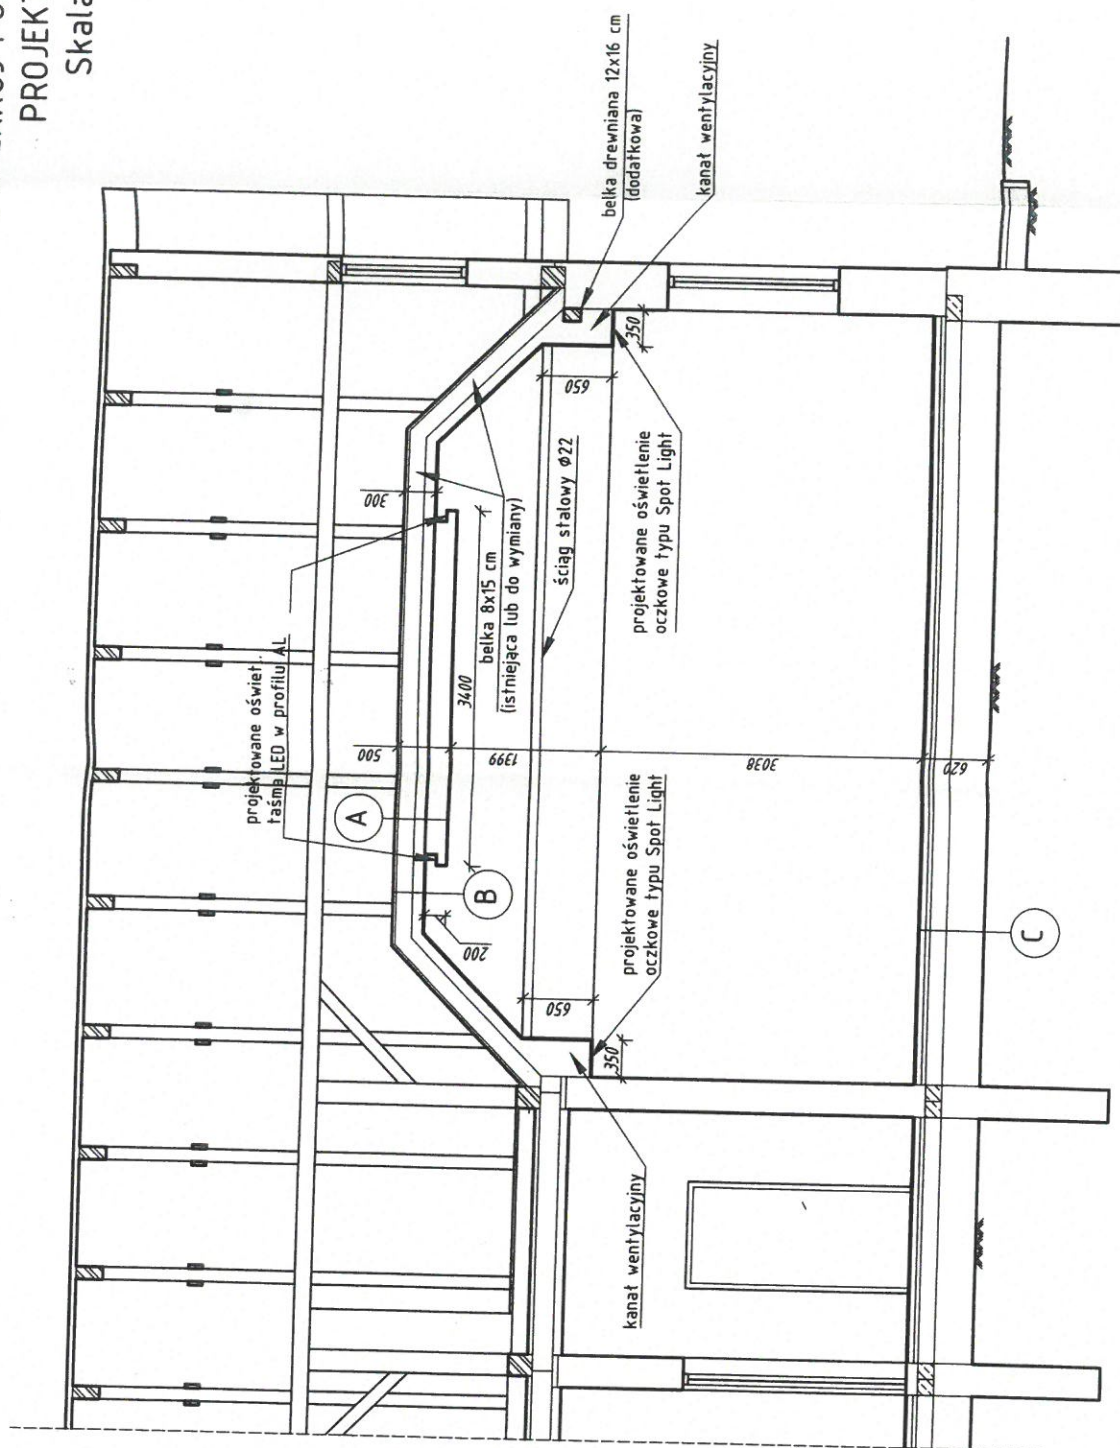 PROJEKT
Skala
belka drewniana 12x16 cm
(dodatkowa)
kanał wentylacyjny
350
650
300
ściąg stalowy Ø22
projektowane oświetlenie
oczkowe typu Spot Light
belka 8x15 cm
(istniejąca lub do wymiany)
3400
projektowane oświet.
taśma LED w profilu AL
500
1399
3038
620
A
B
C
200
650
projektowane oświetlenie
oczkowe typu Spot Light
350
kanał wentylacyjny